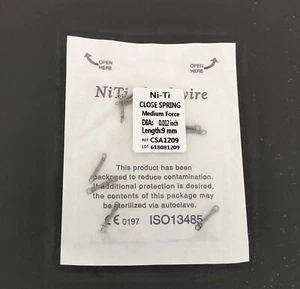 OPEN
HERE
OPEN
HERE
NiTi wire
Ni-Ti
CLOSE SPRING
Medium Force
DIA: 0.012 inch
Length:9 mm
REF CSA1209
LOT 618081209
This product has been
packaged to reduce contamination.
If additional protection is desired,
the contents of this package may
be sterilized via autoclave.
CE 0197 ISO13485